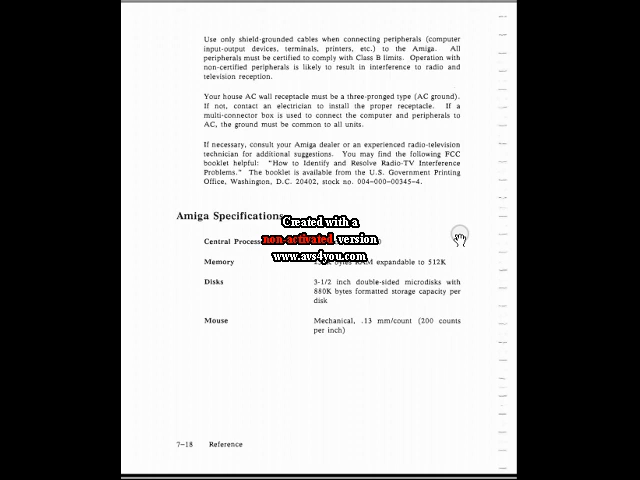 Use only shield-grounded cables when connecting peripherals (computer
input-output devices, terminals, printers, etc.) to the Amiga. All
peripherals must be certified to comply with Class B limits. Operation with
non-certified peripherals is likely to result in interference to radio and
television reception.
Your house AC wall receptacle must be a three-pronged type (AC ground).
If not, contact an electrician to install the proper receptacle. If a
multi-connector box is used to connect the computer and peripherals to
AC, the ground must be common to all units.
If necessary, consult your Amiga dealer or an experienced radio-television
technician for additional suggestions. You may find the following FCC
booklet helpful: "How to Identify and Resolve Radio-TV Interference
Problems." The booklet is available from the U.S. Government Printing
Office, Washington, D.C. 20402, stock no. 004-000-00345-4.
Amiga Specifications
Created with a
non-activated version
www.avs4you.com
Central
Memory
bytes RAM expandable to 512K
Disks
3-1/2 inch double-sided microdisks with
880K bytes formatted storage capacity per
disk
Mouse
Mechanical, .13 mm/count (200 counts
per inch)
7-18 Reference